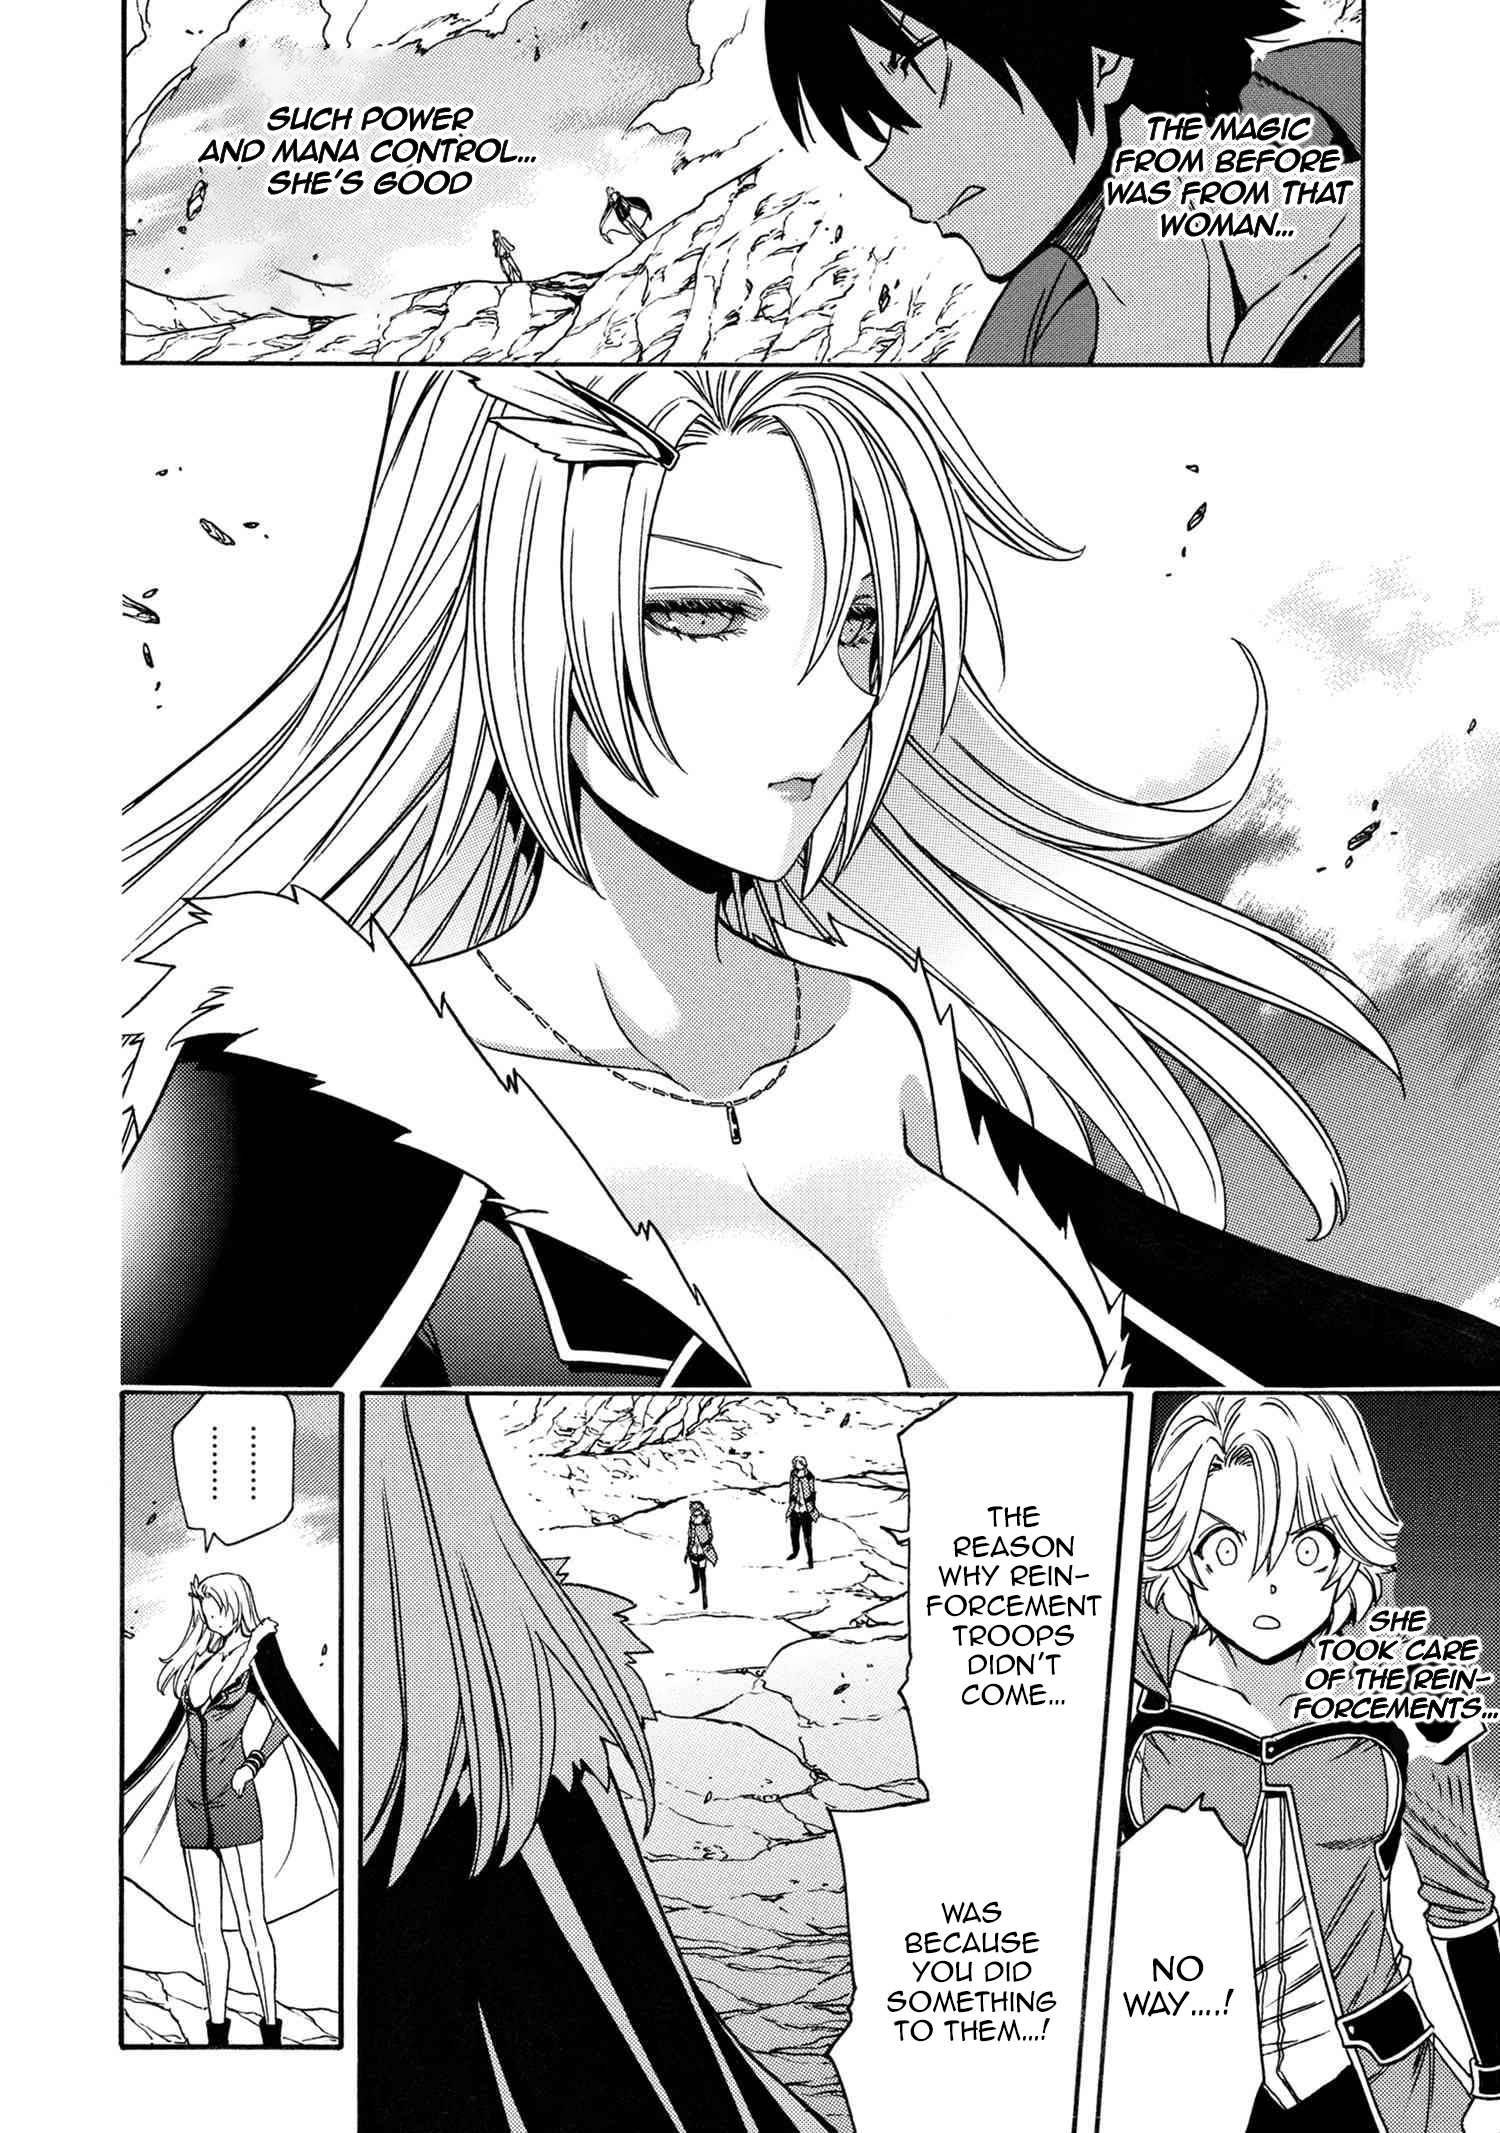 THE MAGIC
FROM BEFORE
WAS FROM THAT
WOMAN...
SUCH POWER
AND MANA CONTROL...
SHE'S GOOD
SHE
TOOK CARE
OF THE REIN-
FORCEMENTS...
NO
WAY....!
THE
REASON
WHY REIN-
FORCEMENT
TROOPS
DIDN'T
COME...
WAS
BECAUSE
YOU DID
SOMETHING
TO THEM...!
......
......